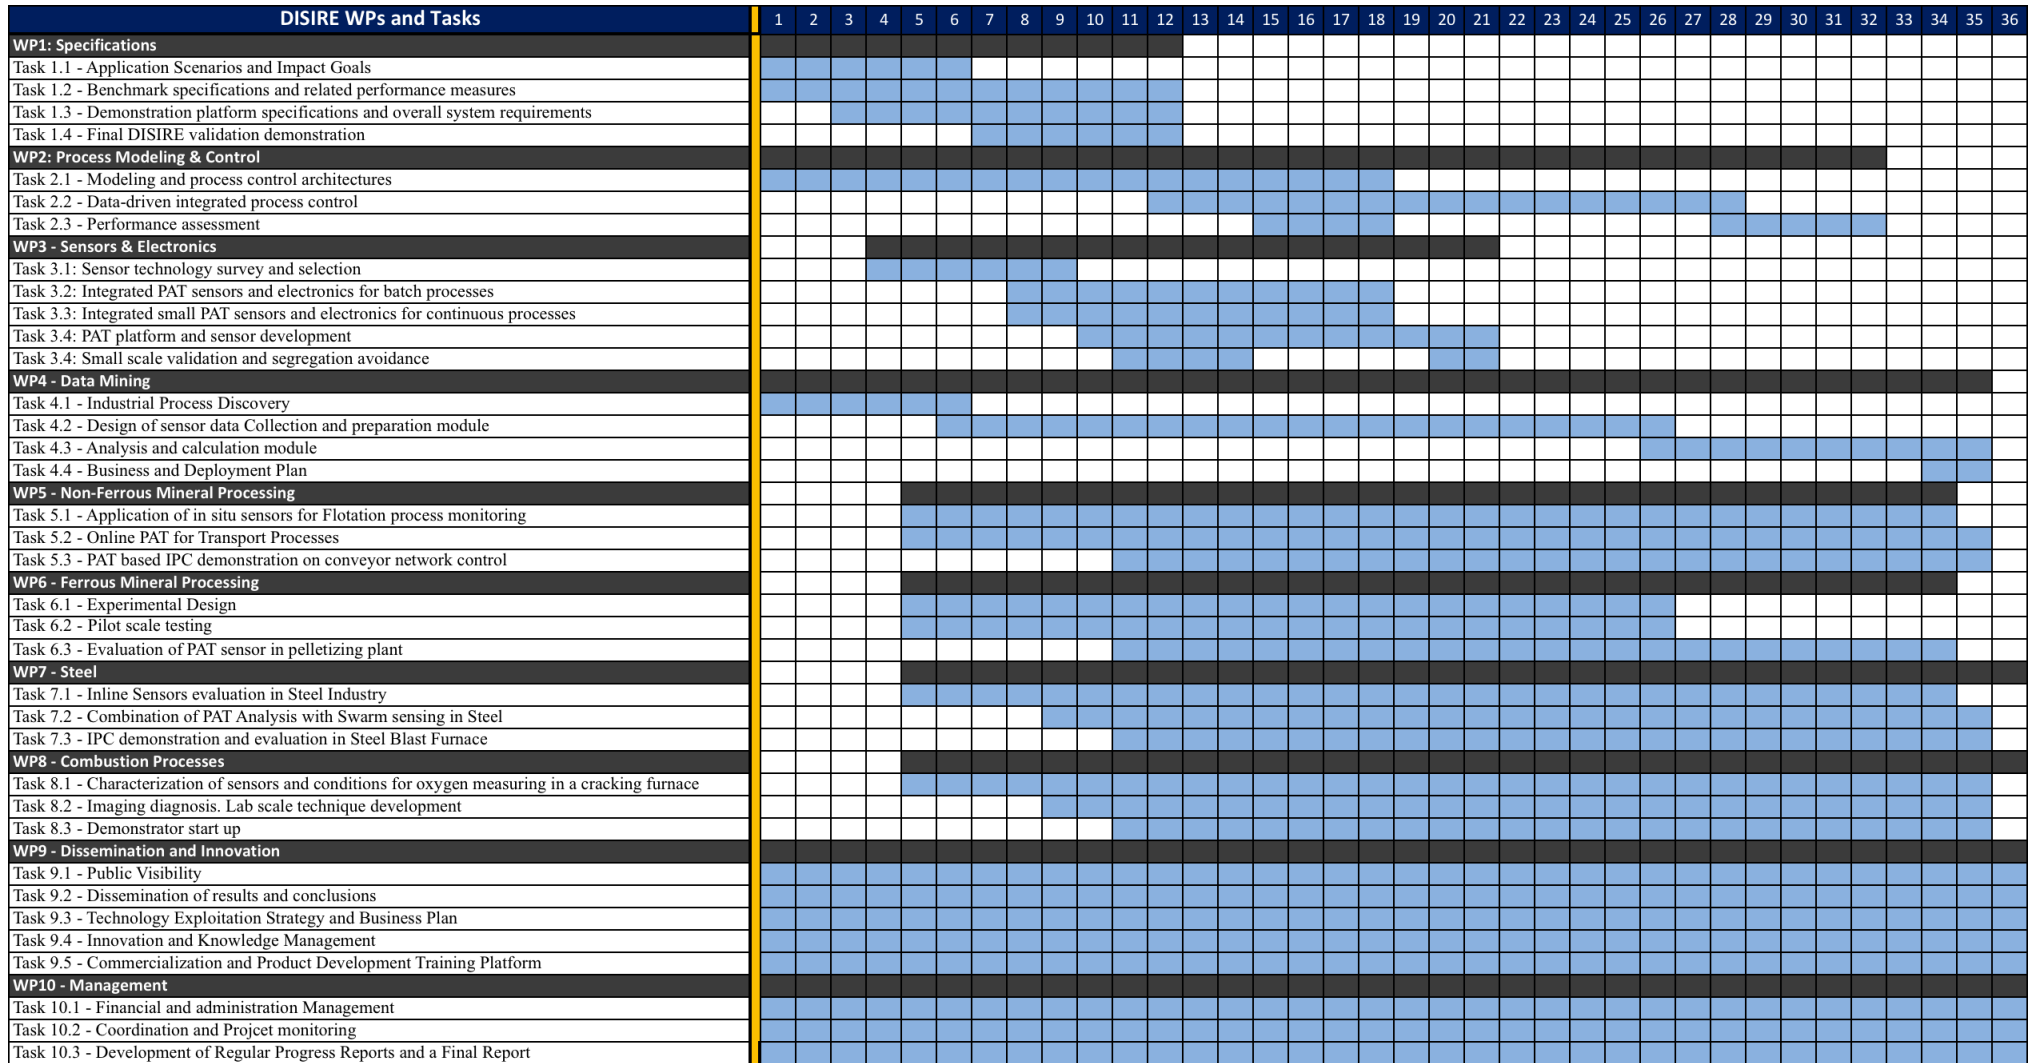 DISIRE WPs and Tasks 1 2 3 4 5 6 7 8 9 10 11 12 13 14 15 16 17 18 19 20 21 22 23 24 25 26 27 28 29 30 31 32 33 34 35 36
WP1: Specifications
Task 1.1 - Application Scenarios and Impact Goals
Task 1.2 - Benchmark specifications and related performance measures
Task 1.3 - Demonstration platform specifications and overall system requirements
Task 1.4 - Final DISIRE validation demonstration
WP2: Process Modeling & Control
Task 2.1 - Modeling and process control architectures
Task 2.2 - Data-driven integrated process control
Task 2.3 - Performance assessment
WP3 - Sensors & Electronics
Task 3.1: Sensor technology survey and selection
Task 3.2: Integrated PAT sensors and electronics for batch processes
Task 3.3: Integrated small PAT sensors and electronics for continuous processes
Task 3.4: PAT platform and sensor development
Task 3.4: Small scale validation and segregation avoidance
WP4 - Data Mining
Task 4.1 - Industrial Process Discovery
Task 4.2 - Design of sensor data Collection and preparation module
Task 4.3 - Analysis and calculation module
Task 4.4 - Business and Deployment Plan
WP5 - Non-Ferrous Mineral Processing
Task 5.1 - Application of in situ sensors for Flotation process monitoring
Task 5.2 - Online PAT for Transport Processes
Task 5.3 - PAT based IPC demonstration on conveyor network control
WP6 - Ferrous Mineral Processing
Task 6.1 - Experimental Design
Task 6.2 - Pilot scale testing
Task 6.3 - Evaluation of PAT sensor in pelletizing plant
WP7 - Steel
Task 7.1 - Inline Sensors evaluation in Steel Industry
Task 7.2 - Combination of PAT Analysis with Swarm sensing in Steel
Task 7.3 - IPC demonstration and evaluation in Steel Blast Furnace
WP8 - Combustion Processes
Task 8.1 - Characterization of sensors and conditions for oxygen measuring in a cracking furnace
Task 8.2 - Imaging diagnosis. Lab scale technique development
Task 8.3 - Demonstrator start up
WP9 - Dissemination and Innovation
Task 9.1 - Public Visibility
Task 9.2 - Dissemination of results and conclusions
Task 9.3 - Technology Exploitation Strategy and Business Plan
Task 9.4 - Innovation and Knowledge Management
Task 9.5 - Commercialization and Product Development Training Platform
WP10 - Management
Task 10.1 - Financial and administration Management
Task 10.2 - Coordination and Projcet monitoring
Task 10.3 - Development of Regular Progress Reports and a Final Report